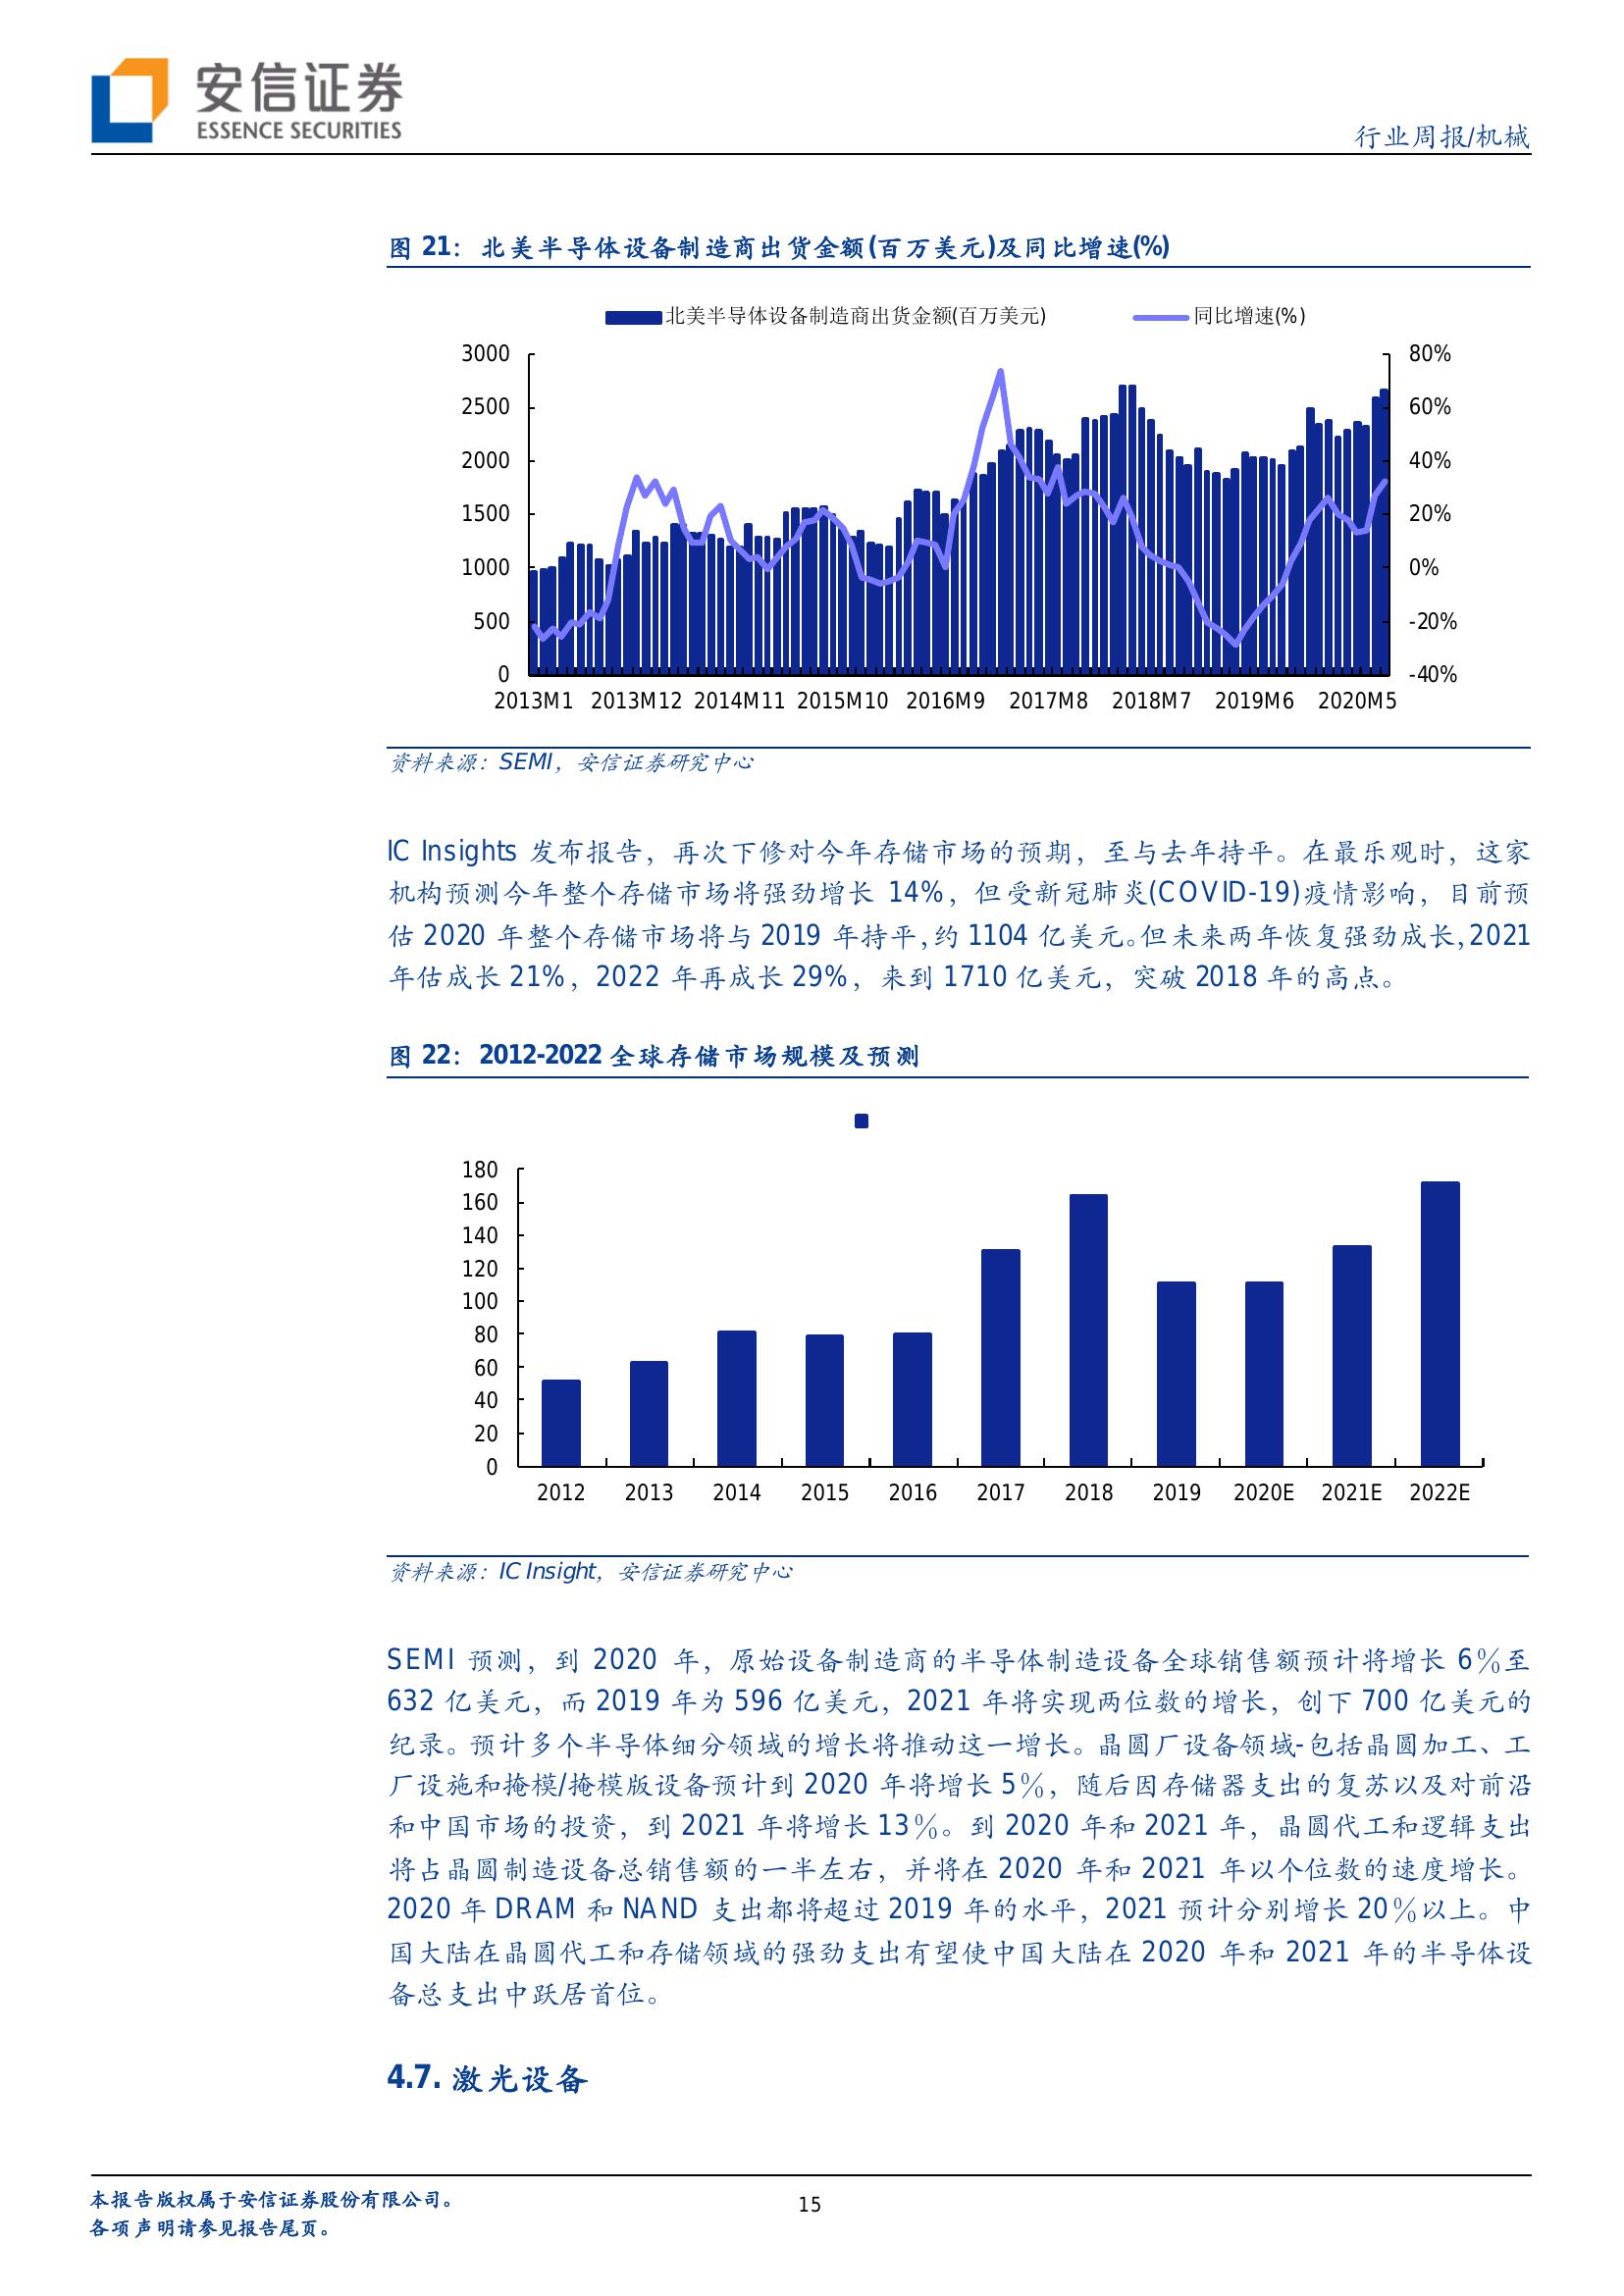 安信证券
ESSENCE SECURITIES
行业周报/机械
图 21：北美半导体设备制造商出货金额(百万美元)及同比增速(%)
北美半导体设备制造商出货金额(百万美元) 同比增速(%)
3000 80%
2500 60%
2000 40%
1500 20%
1000 0%
500 -20%
0 -40%
2013M1 2013M12 2014M11 2015M10 2016M9 2017M8 2018M7 2019M6 2020M5
资料来源：SEMI，安信证券研究中心
IC Insights 发布报告，再次下修对今年存储市场的预期，至与去年持平。在最乐观时，这家
机构预测今年整个存储市场将强劲增长 14%，但受新冠肺炎(COVID-19)疫情影响，目前预
估 2020 年整个存储市场将与 2019 年持平，约 1104 亿美元。但未来两年恢复强劲成长，2021
年估成长 21%，2022 年再成长 29%，来到 1710 亿美元，突破 2018 年的高点。
图 22：2012-2022 全球存储市场规模及预测
180
160
140
120
100
80
60
40
20
0
2012 2013 2014 2015 2016 2017 2018 2019 2020E 2021E 2022E
资料来源：IC Insight，安信证券研究中心
SEMI 预测，到 2020 年，原始设备制造商的半导体制造设备全球销售额预计将增长 6％至
632 亿美元，而 2019 年为 596 亿美元，2021 年将实现两位数的增长，创下 700 亿美元的
纪录。预计多个半导体细分领域的增长将推动这一增长。晶圆厂设备领域-包括晶圆加工、工
厂设施和掩模/掩模版设备预计到 2020 年将增长 5％，随后因存储器支出的复苏以及对前沿
和中国市场的投资，到 2021 年将增长 13％。到 2020 年和 2021 年，晶圆代工和逻辑支出
将占晶圆制造设备总销售额的一半左右，并将在 2020 年和 2021 年以个位数的速度增长。
2020 年 DRAM 和 NAND 支出都将超过 2019 年的水平，2021 预计分别增长 20％以上。中
国大陆在晶圆代工和存储领域的强劲支出有望使中国大陆在 2020 年和 2021 年的半导体设
备总支出中跃居首位。
4.7. 激光设备
本报告版权属于安信证券股份有限公司。
15
各项声明请参见报告尾页。